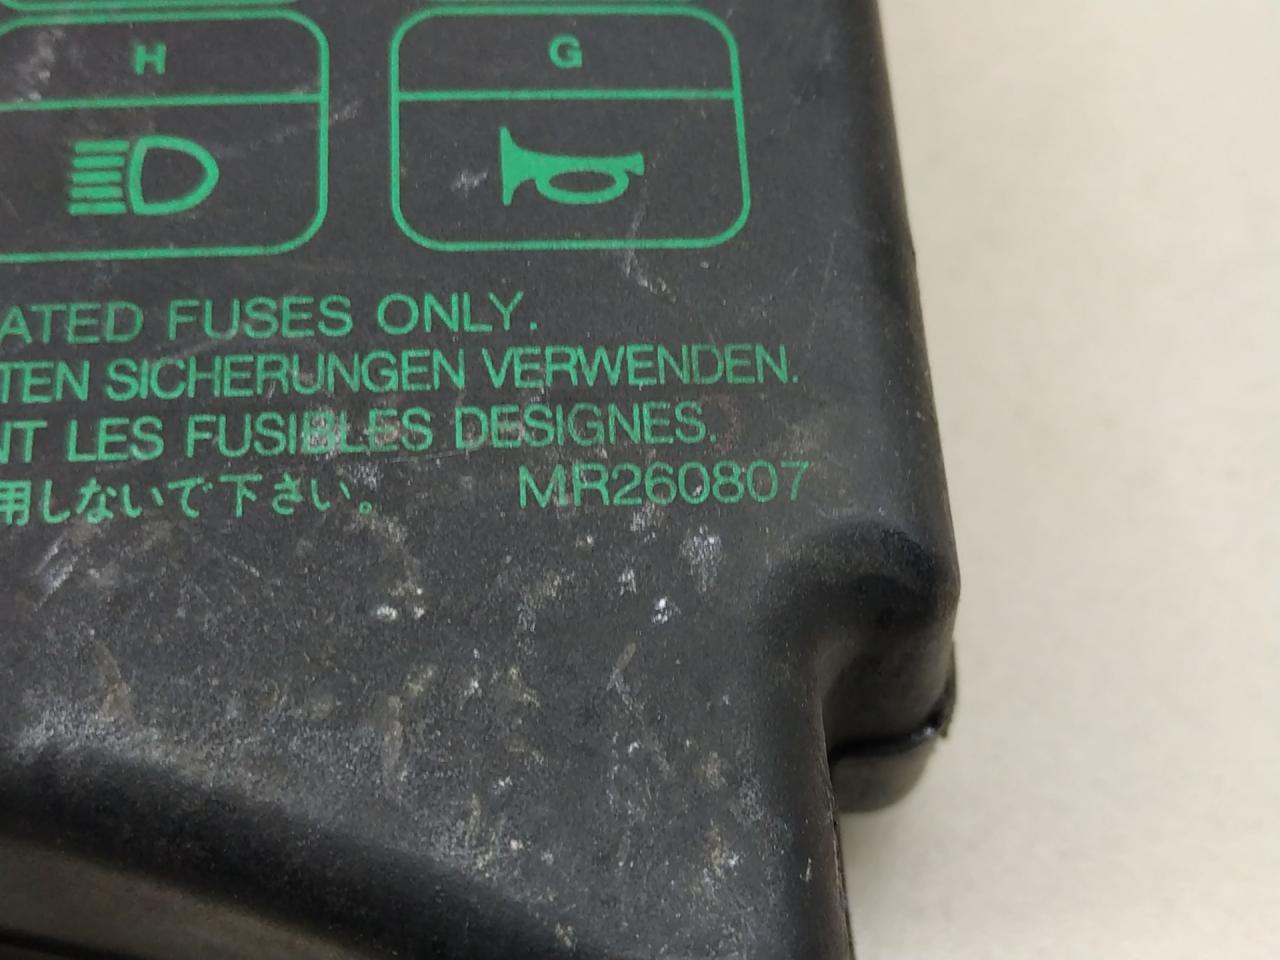 H
G
ATED FUSES ONLY.
TEN SICHERUNGEN VERWENDEN.
NT LES FUSIBLES DESIGNES.
用しないで下さい。
MR260807